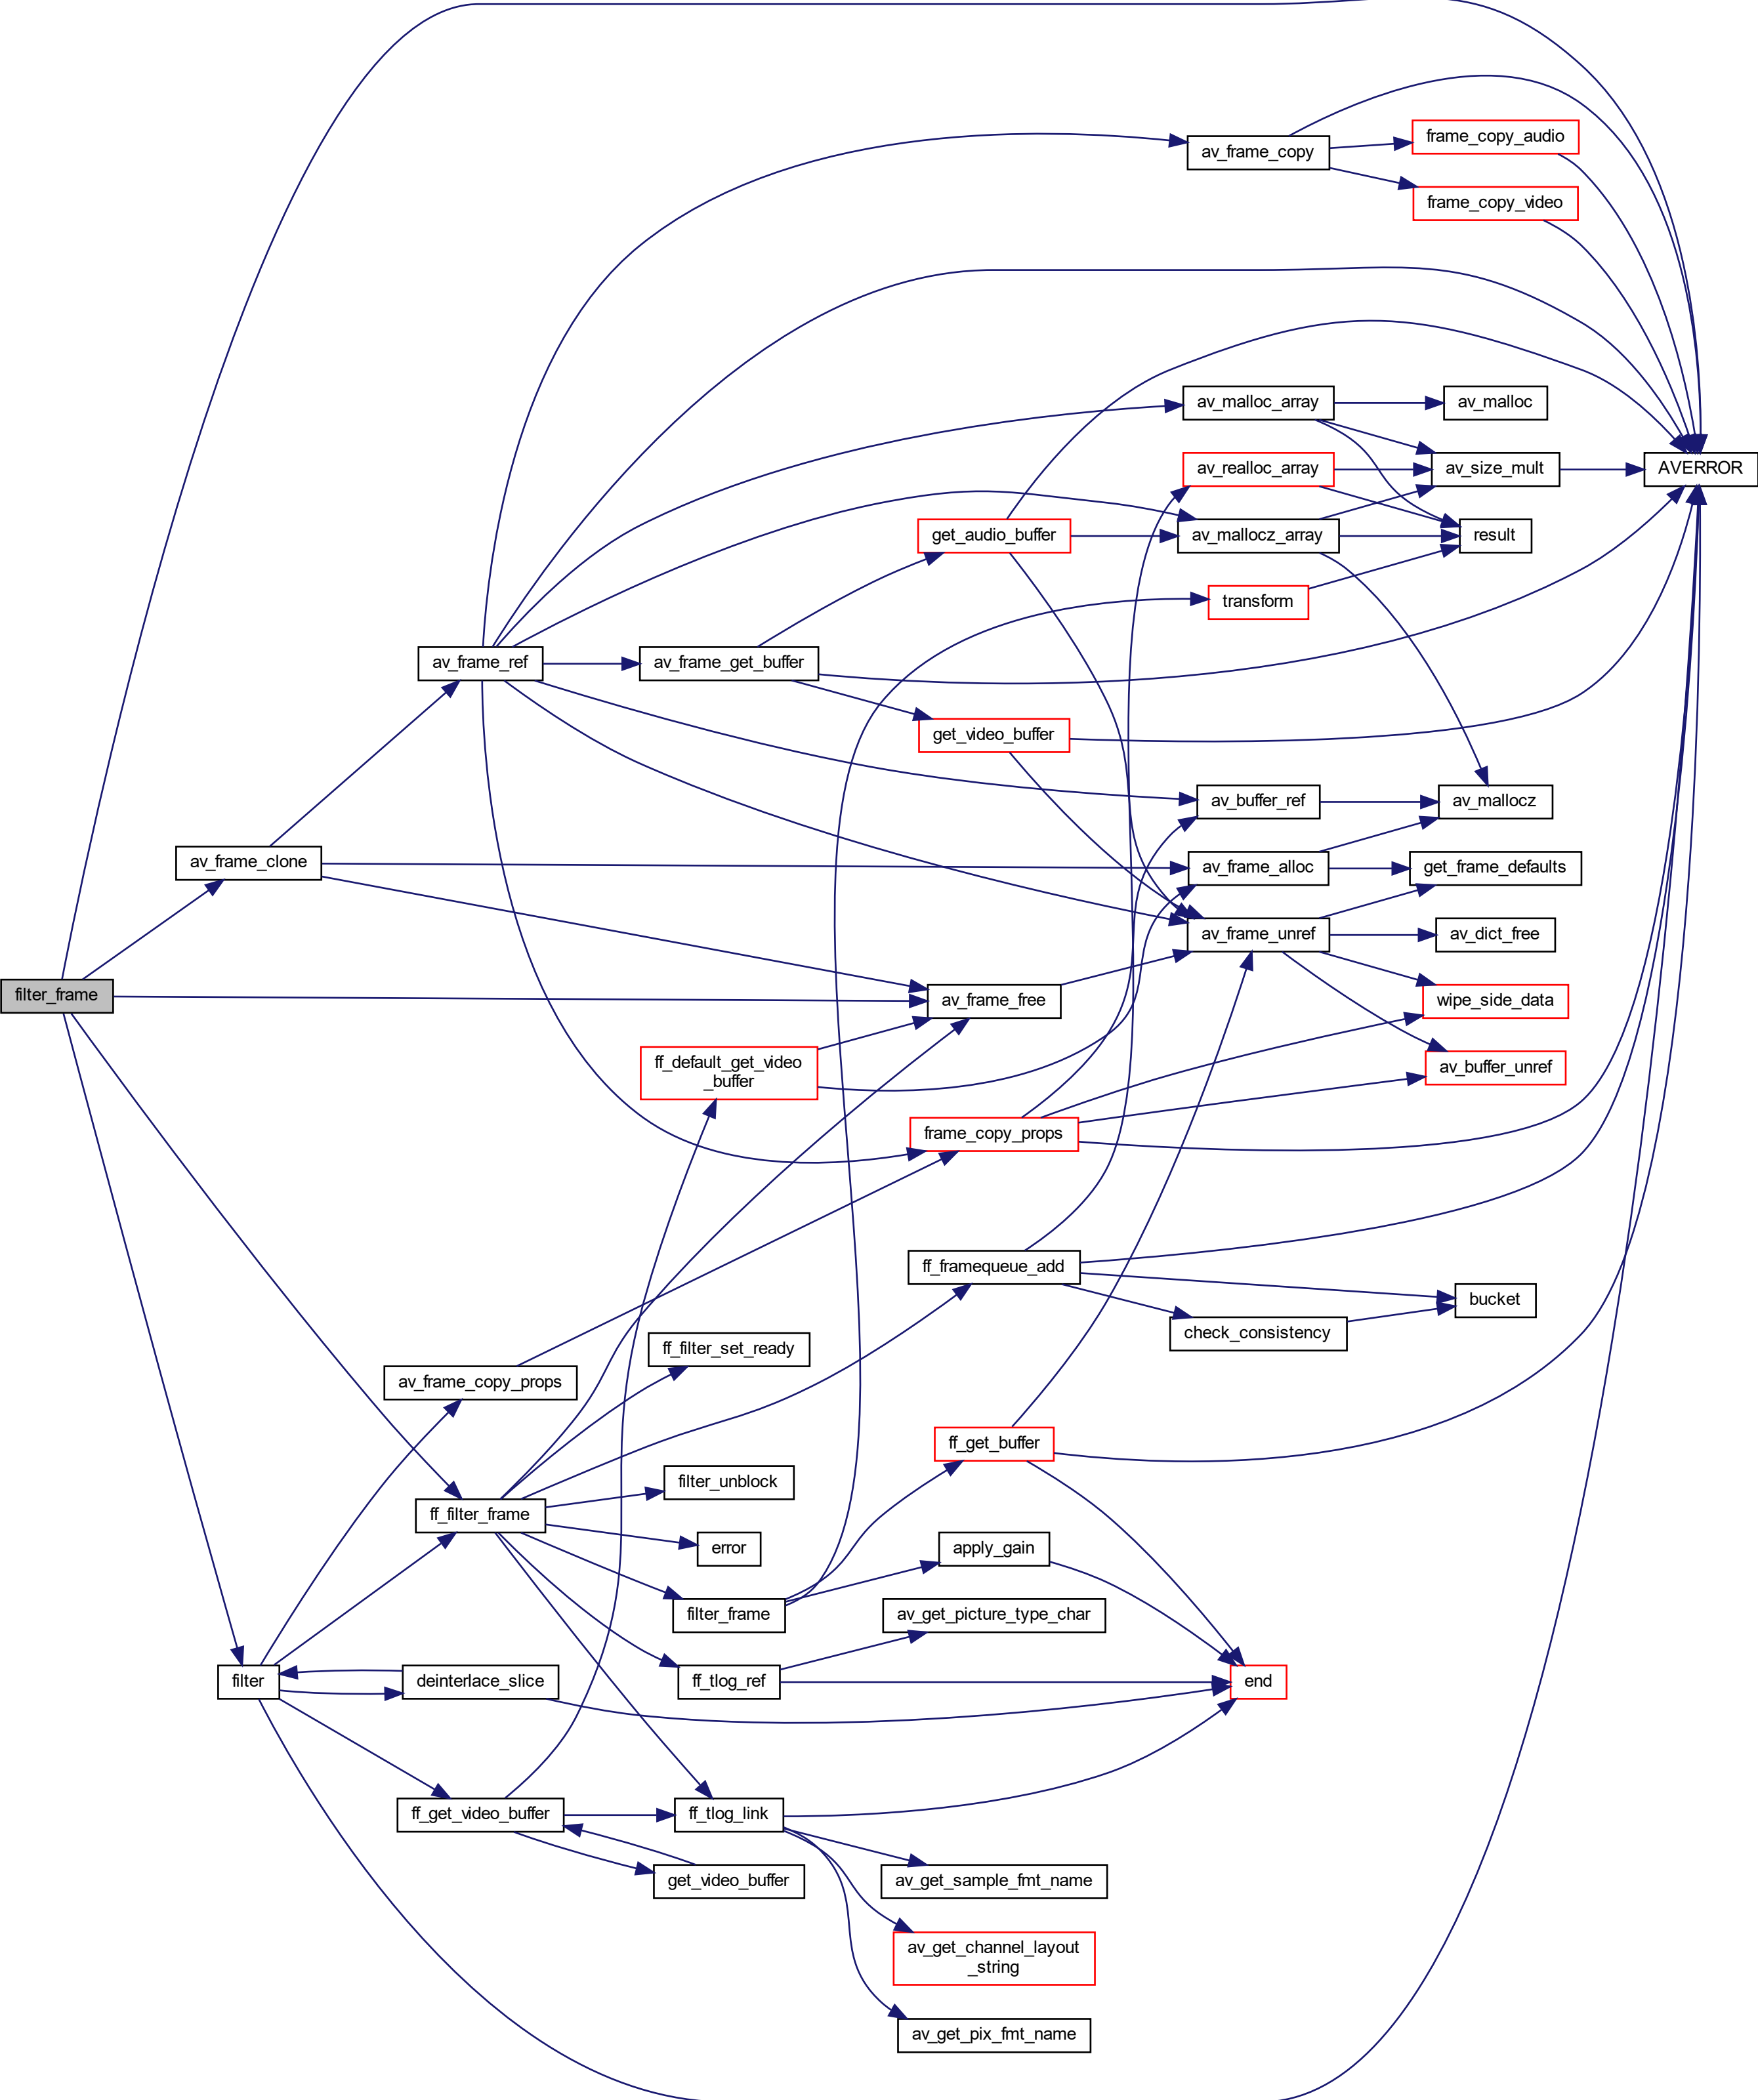 av_frame_copy
frame_copy_audio
frame_copy_video
av_malloc_array
av_malloc
av_realloc_array
av_size_mult
AVERROR
get_audio_buffer
av_mallocz_array
result
transform
av_frame_ref
av_frame_get_buffer
get_video_buffer
av_buffer_ref
av_mallocz
av_frame_clone
av_frame_alloc
get_frame_defaults
av_frame_unref
av_dict_free
filter_frame
av_frame_free
wipe_side_data
ff_default_get_video
_buffer
av_buffer_unref
frame_copy_props
ff_framequeue_add
bucket
check_consistency
ff_filter_set_ready
av_frame_copy_props
ff_get_buffer
filter_unblock
ff_filter_frame
error
apply_gain
filter_frame
av_get_picture_type_char
filter
deinterlace_slice
ff_tlog_ref
end
ff_get_video_buffer
ff_tlog_link
get_video_buffer
av_get_sample_fmt_name
av_get_channel_layout
_string
av_get_pix_fmt_name